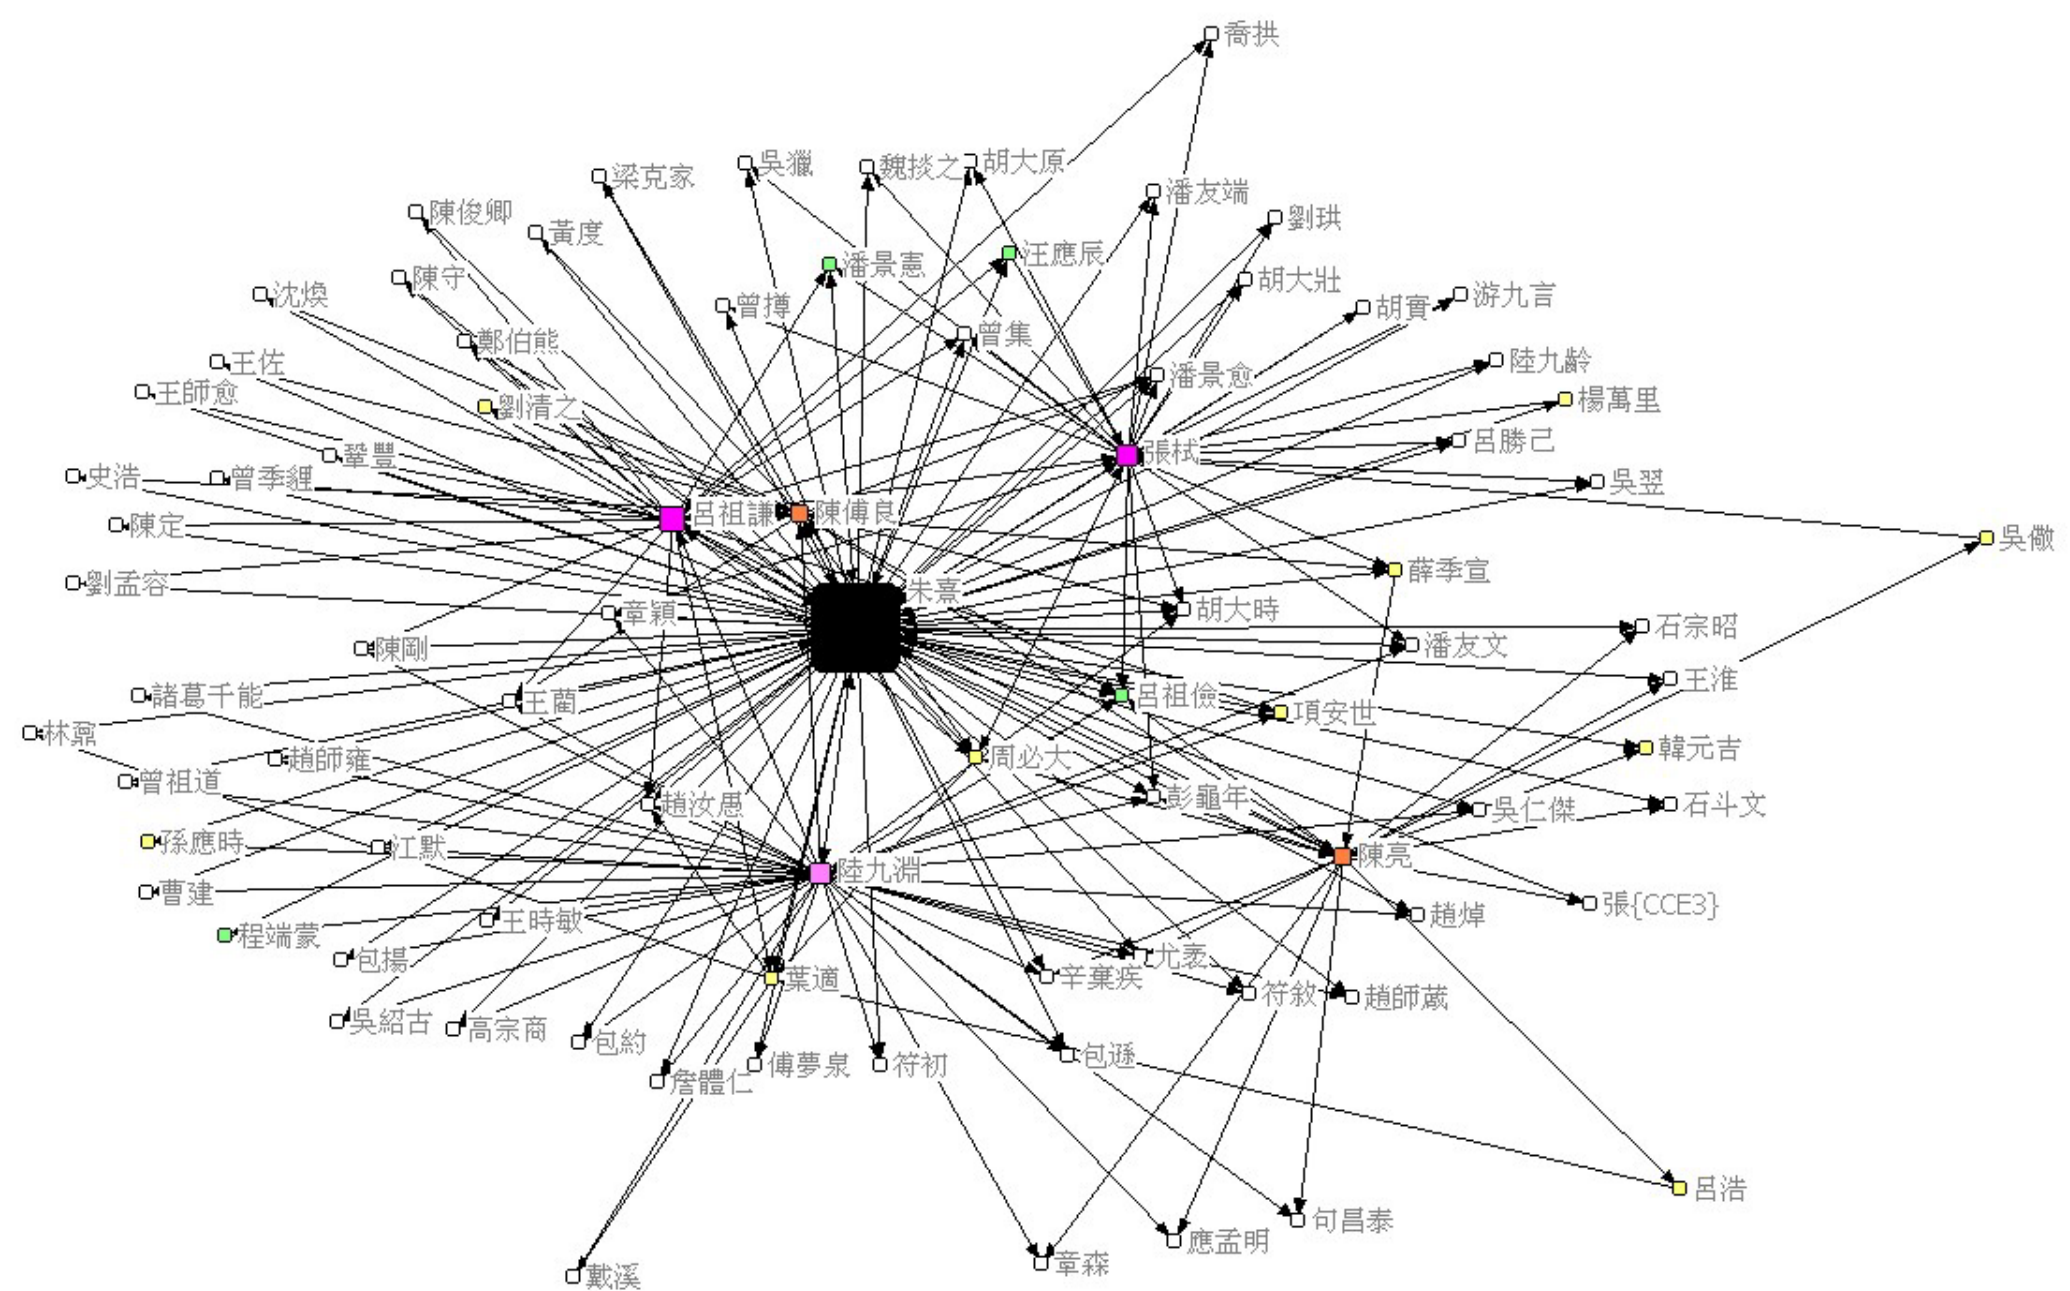 喬拱
吳獵
魏掞之
胡大原
梁克家
潘友端
陳俊卿
劉珙
黃度
汪應辰
潘景憲
陳守
胡大壯
沈煥
游九言
曾撙
胡實
曾集
鄭伯熊
王佐
陸九齡
潘景愈
王師愈
楊萬里
劉清之
呂勝己
張栻
鞏豐
史浩
曾季貍
吳翌
呂祖謙
陳傅良
陳定
吳儆
薛季宣
劉孟容
朱熹
章穎
胡大時
石宗昭
陳剛
潘友文
王淮
諸葛千能
王藺
呂祖儉
項安世
林鼐
韓元吉
趙師雍
周必大
曾祖道
彭龜年
趙汝愚
吳仁傑
石斗文
孫應時
江默
陳亮
陸九淵
曹建
張{CCE3}
趙焯
王時敏
程端蒙
尤袤
包揚
葉適
辛棄疾
符敘
趙師蒇
吳紹古
高宗商
包約
包遜
傅夢泉
符初
詹體仁
呂浩
句昌泰
應孟明
章森
戴溪